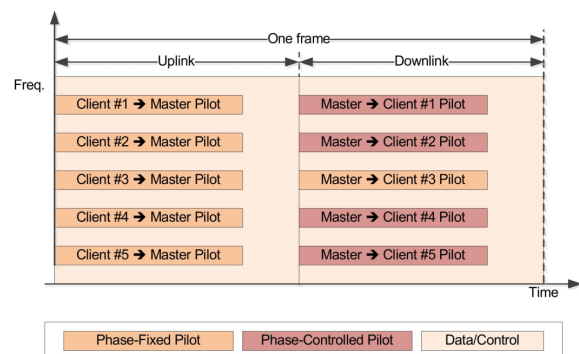 One frame
Uplink Downlink
Freq.
Client #1 ➔ Master Pilot Master ➔ Client #1 Pilot
Client #2 ➔ Master Pilot Master ➔ Client #2 Pilot
Client #3 ➔ Master Pilot Master ➔ Client #3 Pilot
Client #4 ➔ Master Pilot Master ➔ Client #4 Pilot
Client #5 ➔ Master Pilot Master ➔ Client #5 Pilot
Time
Phase-Fixed Pilot Phase-Controlled Pilot Data/Control